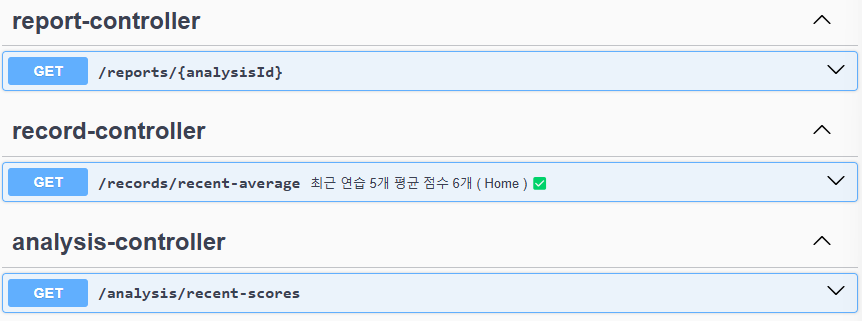 report-controller
GET /reports/{analysisId}
record-controller
GET /records/recent-average 최근 연습 5개 평균 점수 6개 ( Home ) ✅
analysis-controller
GET /analysis/recent-scores